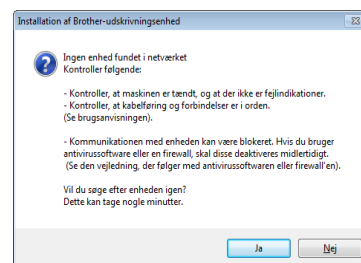 Installation af Brother-udskrivningsenhed
Ingen enhed fundet i netværket
Kontroller følgende:
- Kontroller, at maskinen er tændt, og at der ikke er fejlindikationer.
- Kontroller, at kabelføring og forbindelser er i orden.
(Se brugsanvisningen).
- Kommunikationen med enheden kan være blokeret. Hvis du bruger
antivirussoftware eller en firewall, skal disse deaktiveres midlertidigt.
(Se den vejledning, der følger med antivirussoftwaren eller firewall'en).
Vil du søge efter enheden igen?
Dette kan tage nogle minutter.
Ja
Nej